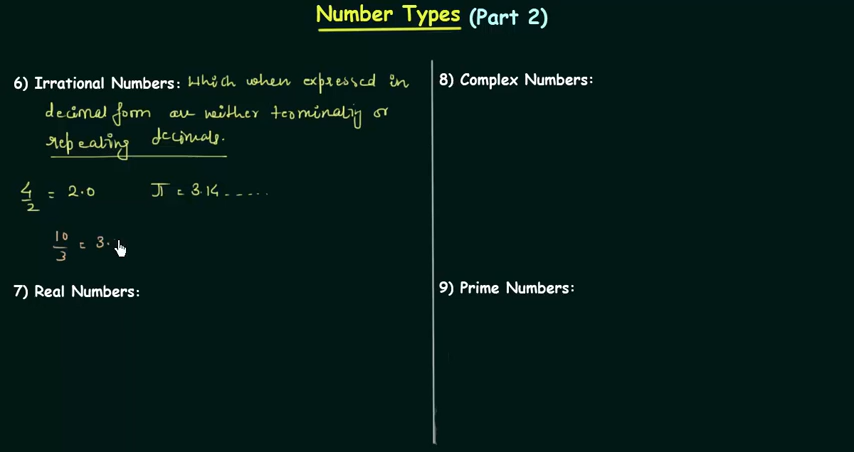 Number Types (Part 2)
6) Irrational Numbers: Which when expressed in
decimal form are neither terminating or
repeating decimals.
4/2 = 2.0
π = 3.14 - - - . . .
10/3 = 3.
7) Real Numbers:
8) Complex Numbers:
9) Prime Numbers: